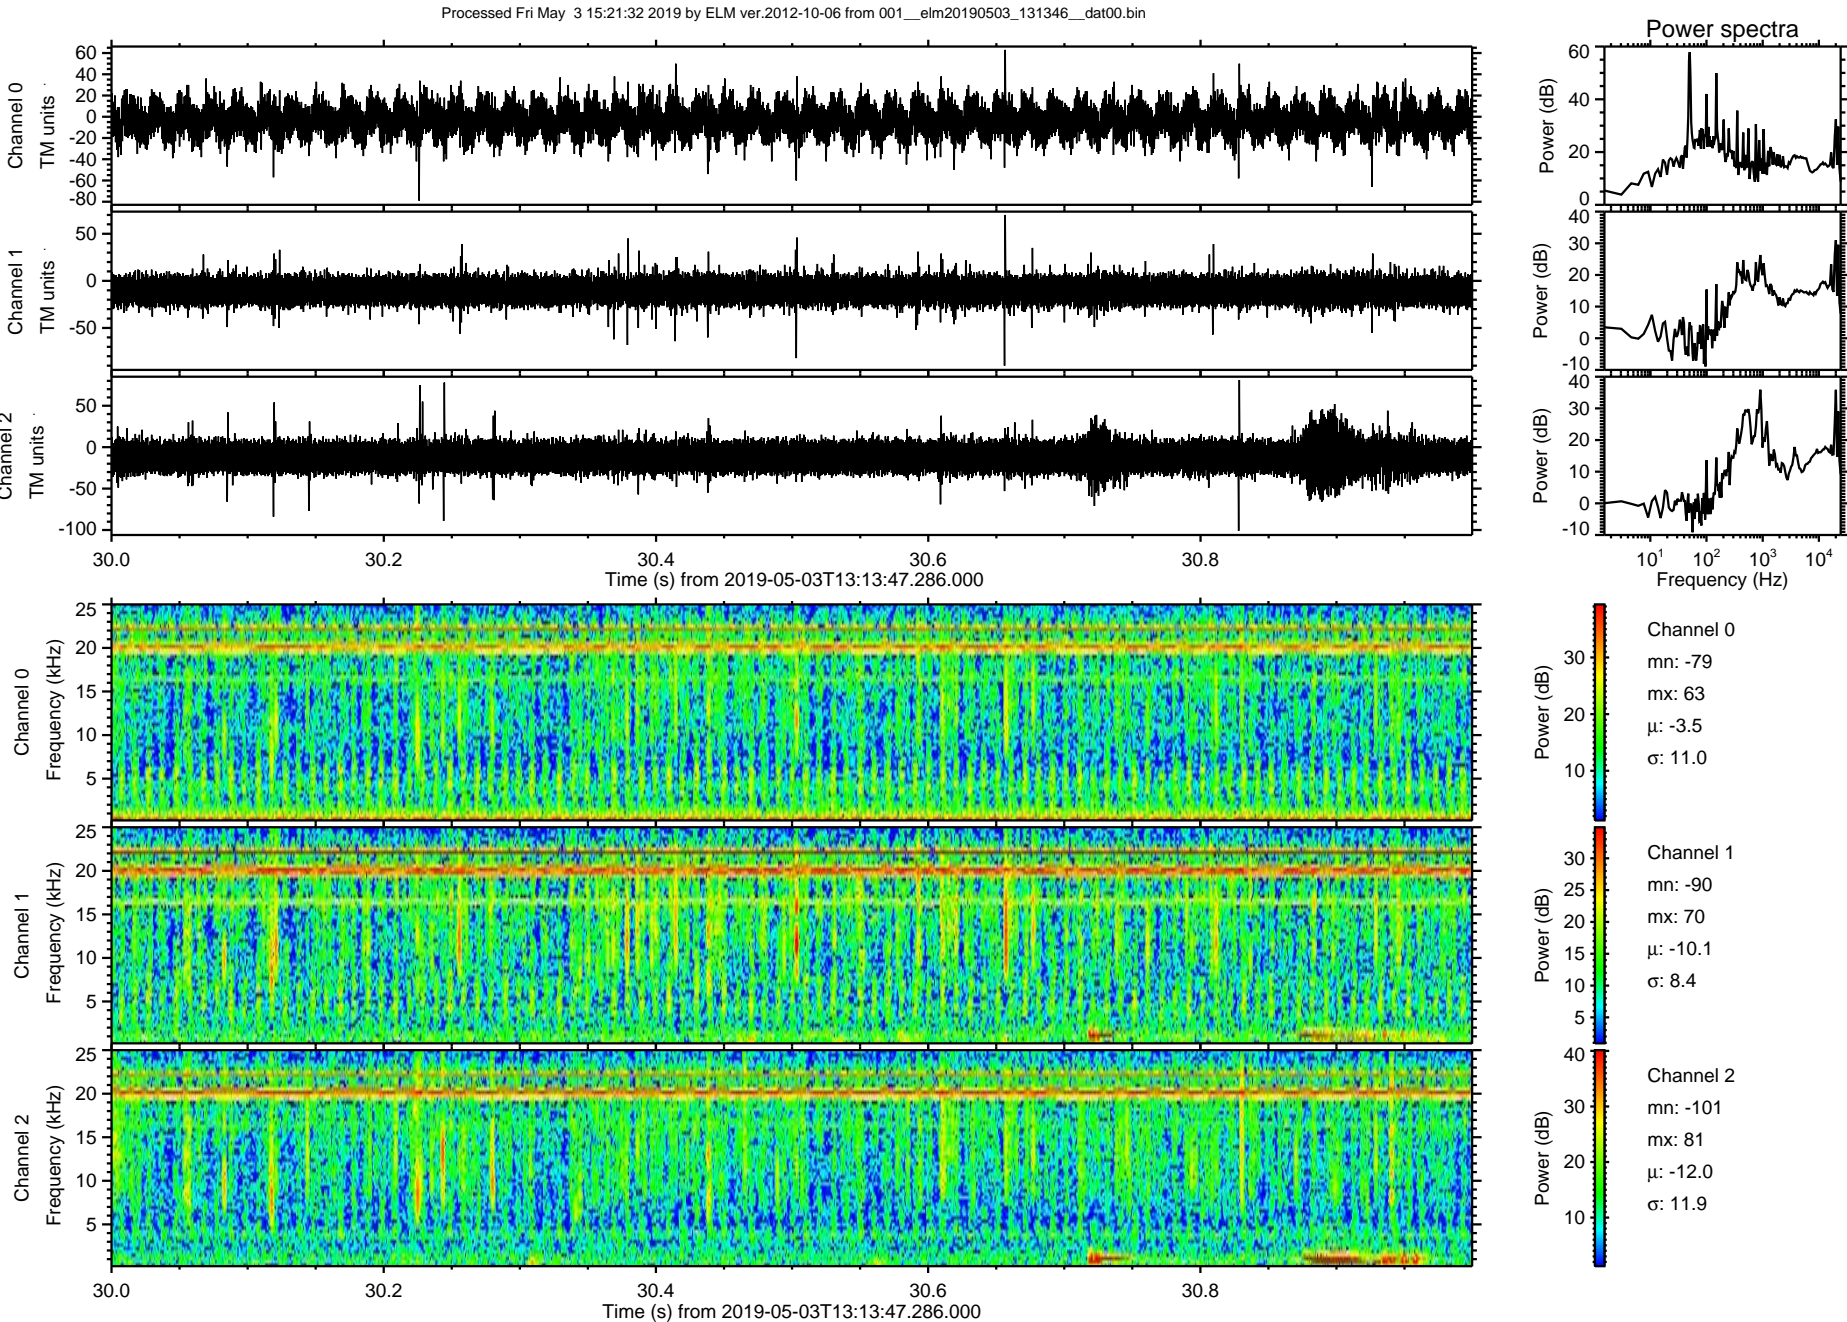 Processed Fri May  3 15:21:32 2019 by ELM ver.2012-10-06 from 001__elm20190503_131346__dat00.bin
Power spectra
Channel 0
TM units
60
40
20
0
-20
-40
-60
-80
Power (dB)
60
40
20
0
Channel 1
TM units
50
0
-50
Power (dB)
40
30
20
10
0
-10
Channel 2
TM units
50
0
-50
-100
Power (dB)
40
30
20
10
0
-10
30.0 30.2 30.4 30.6 30.8
Time (s) from 2019-05-03T13:13:47.286.000
10^1 10^2 10^3 10^4
Frequency (Hz)
Channel 0
Frequency (kHz)
25
20
15
10
5
Power (dB)
30
20
10
Channel 0
mn: -79
mx: 63
μ: -3.5
σ: 11.0
Channel 1
Frequency (kHz)
25
20
15
10
5
Power (dB)
30
25
20
15
10
5
Channel 1
mn: -90
mx: 70
μ: -10.1
σ: 8.4
Channel 2
Frequency (kHz)
25
20
15
10
5
Power (dB)
40
30
20
10
Channel 2
mn: -101
mx: 81
μ: -12.0
σ: 11.9
30.0 30.2 30.4 30.6 30.8
Time (s) from 2019-05-03T13:13:47.286.000